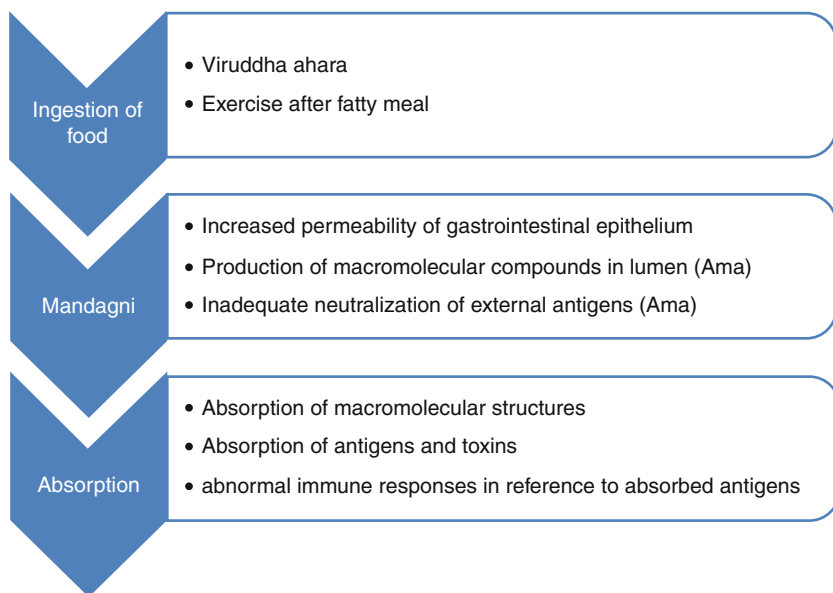 Ingestion of
food
• Viruddha ahara
• Exercise after fatty meal
Mandagni
• Increased permeability of gastrointestinal epithelium
• Production of macromolecular compounds in lumen (Ama)
• Inadequate neutralization of external antigens (Ama)
Absorption
• Absorption of macromolecular structures
• Absorption of antigens and toxins
• abnormal immune responses in reference to absorbed antigens